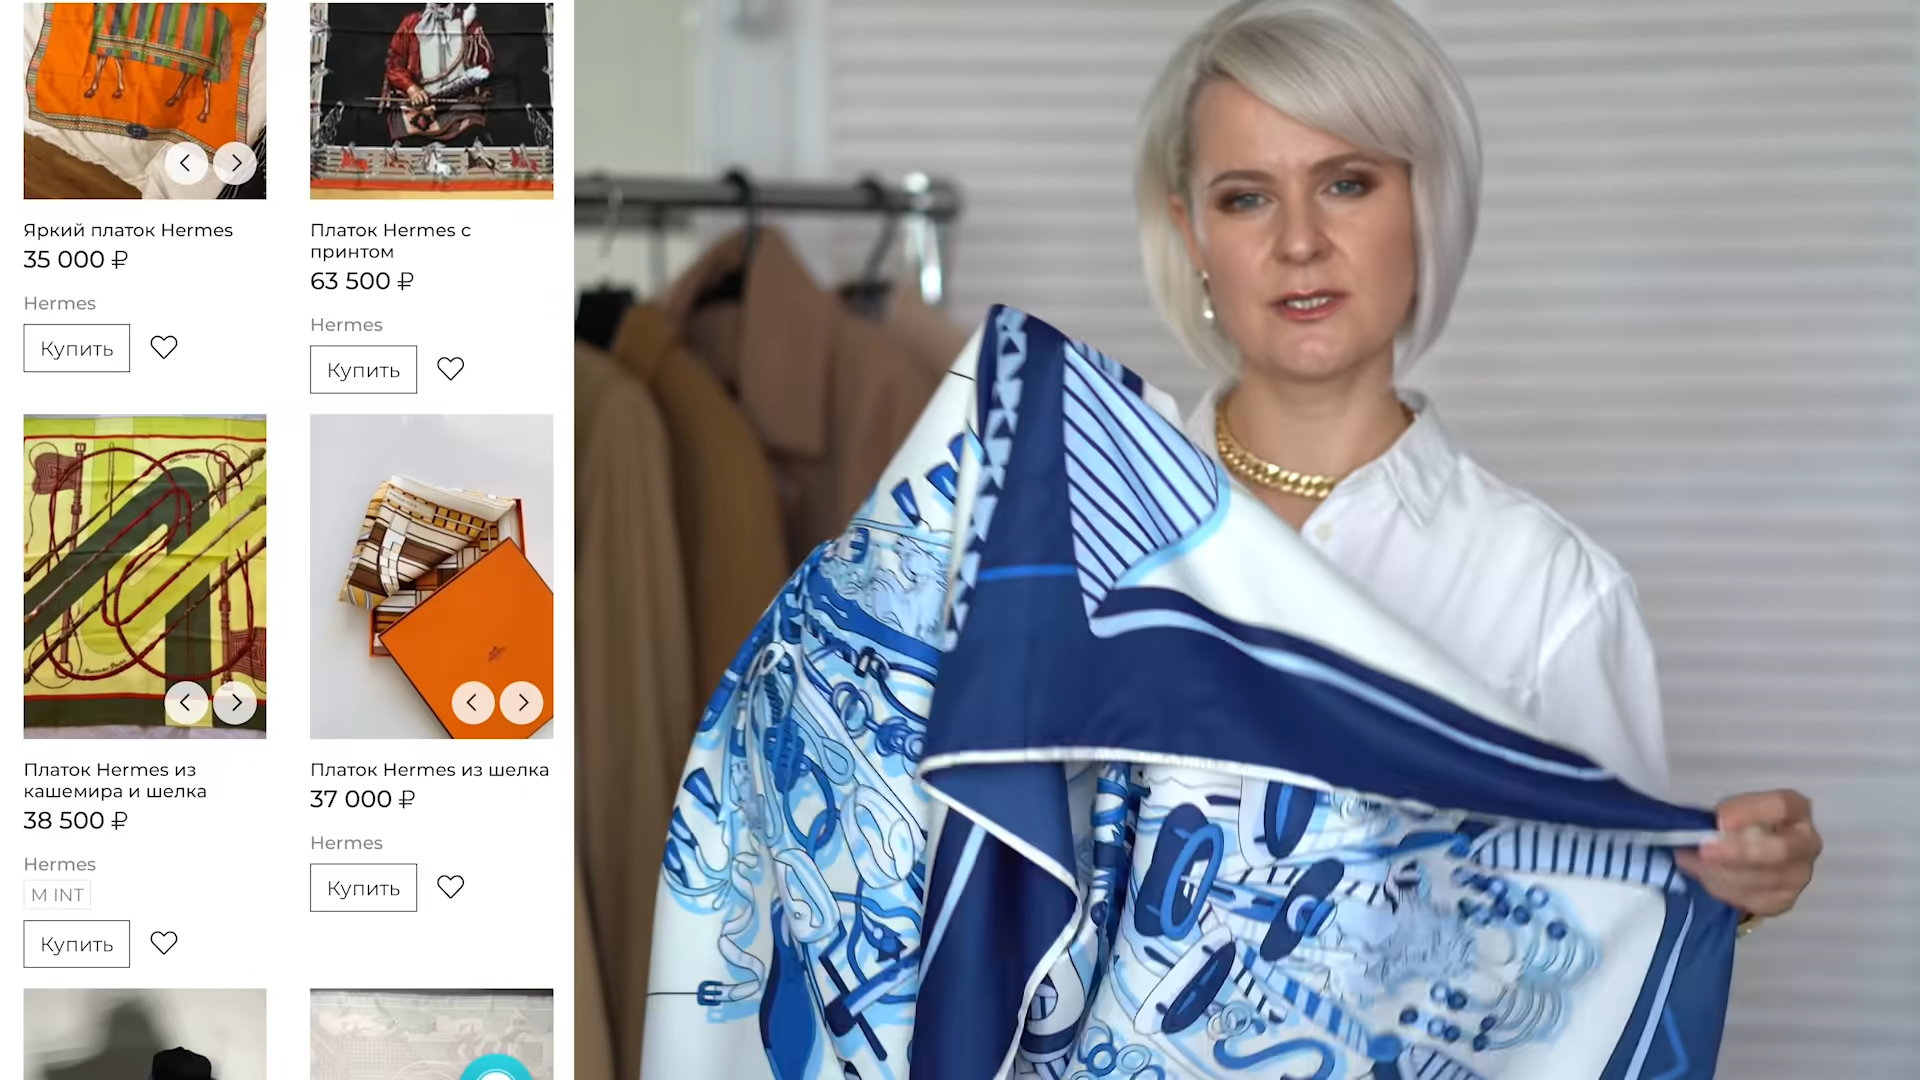 Яркий платок Hermes
35 000 ₽
Hermes
Купить
Платок Hermes с
принтом
63 500 ₽
Hermes
Купить
Платок Hermes из
кашемира и шелка
38 500 ₽
Hermes
M INT
Купить
Платок Hermes из шелка
37 000 ₽
Hermes
Купить